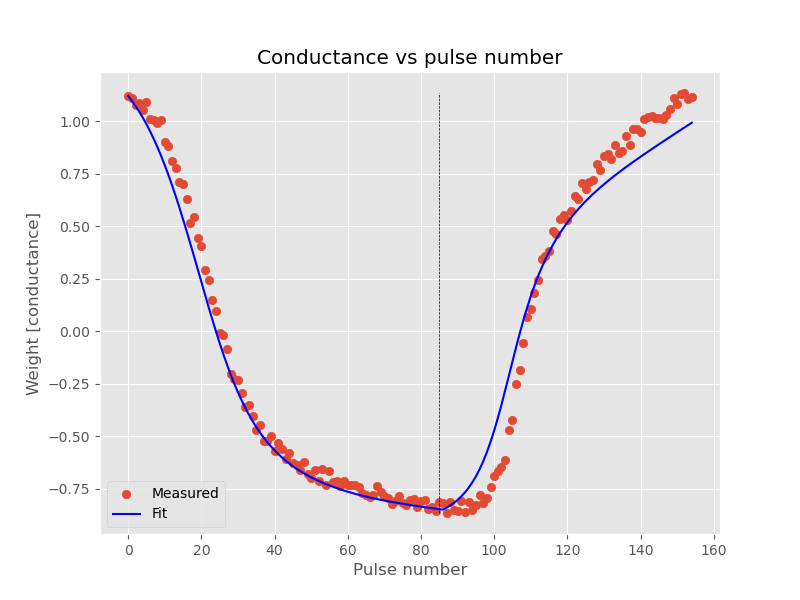 Conductance vs pulse number
1.00
0.75
0.50
0.25
0.00
−0.25
−0.50
−0.75
Weight [conductance]
Measured
Fit
0 20 40 60 80 100 120 140 160
Pulse number